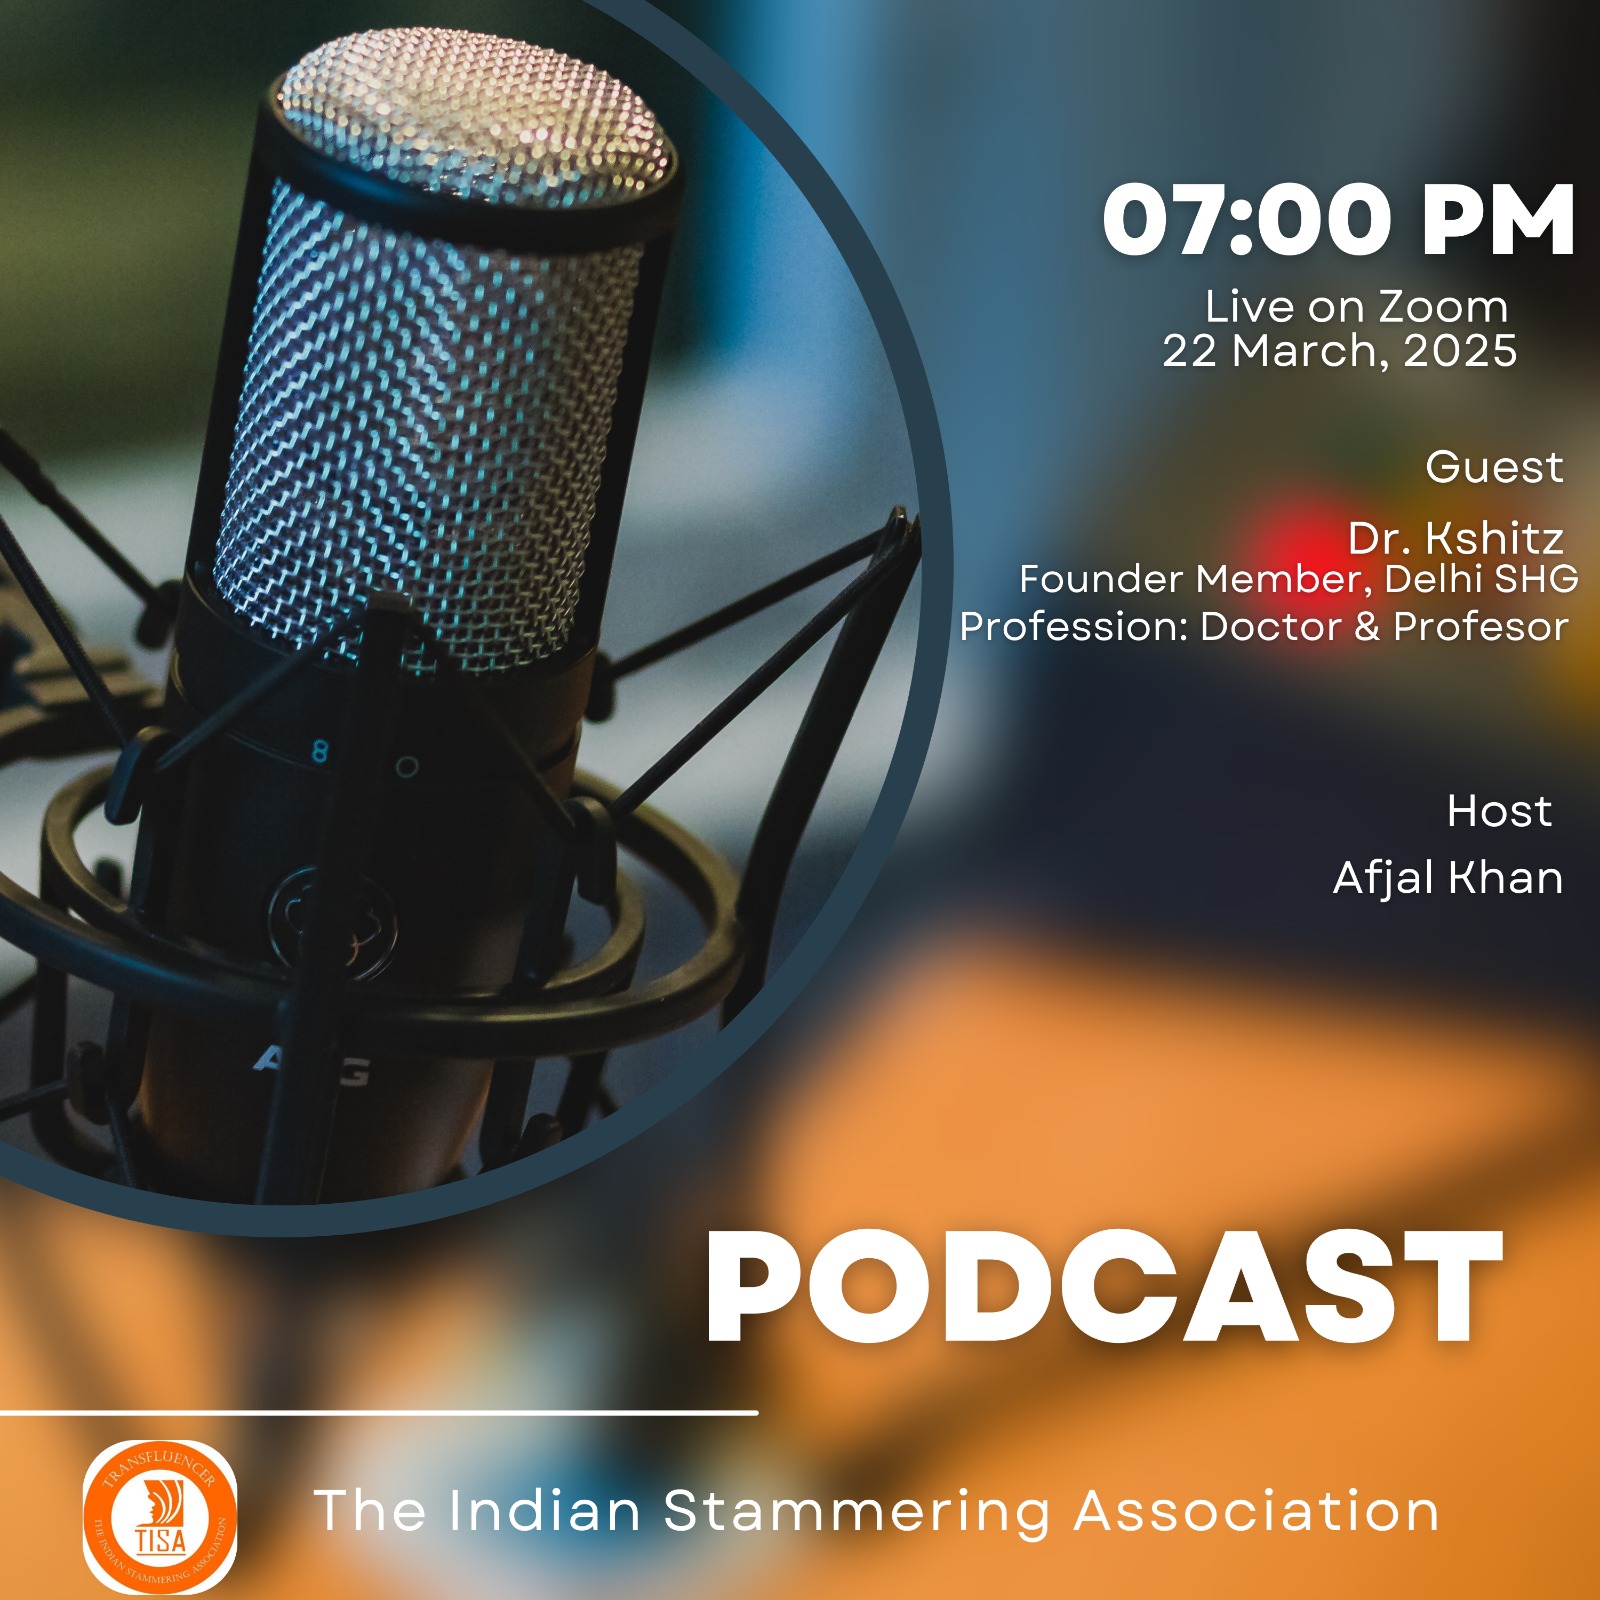 07:00 PM
Live on Zoom
22 March, 2025
Guest
Dr. Kshitz
Founder Member, Delhi SHG
Profession: Doctor & Profesor
Host
Afjal Khan
8
PODCAST
TRANSFLUENCER
TISA
THE INDIAN STAMMERING ASSOCIATION
The Indian Stammering Association